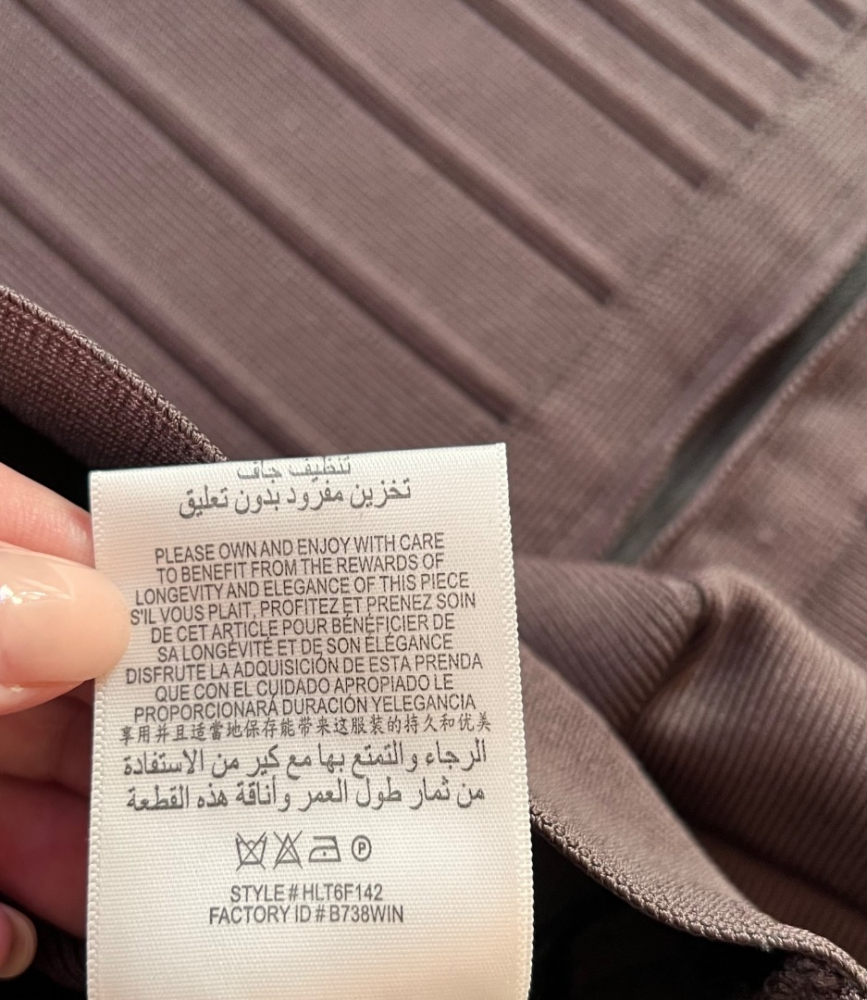 تنظيف جاف
تخزين مفرود بدون تعليق
PLEASE OWN AND ENJOY WITH CARE
TO BENEFIT FROM THE REWARDS OF
LONGEVITY AND ELEGANCE OF THIS PIECE
S'IL VOUS PLAIT, PROFITEZ ET PRENEZ SOIN
DE CET ARTICLE POUR BÉNÉFICIER DE
SA LONGÉVITÉ ET DE SON ÉLÉGANCE
DISFRUTE LA ADQUISICIÓN DE ESTA PRENDA
QUE CON EL CUIDADO APROPIADO LE
PROPORCIONARÁ DURACIÓN YELEGANCIA
享用并且适当地保存能带来这服装的持久和优美
الرجاء والتمتع بها مع كير من الاستفادة
من ثمار طول العمر وأناقة هذه القطعة
P
STYLE # HLT6F142
FACTORY ID # B738WIN